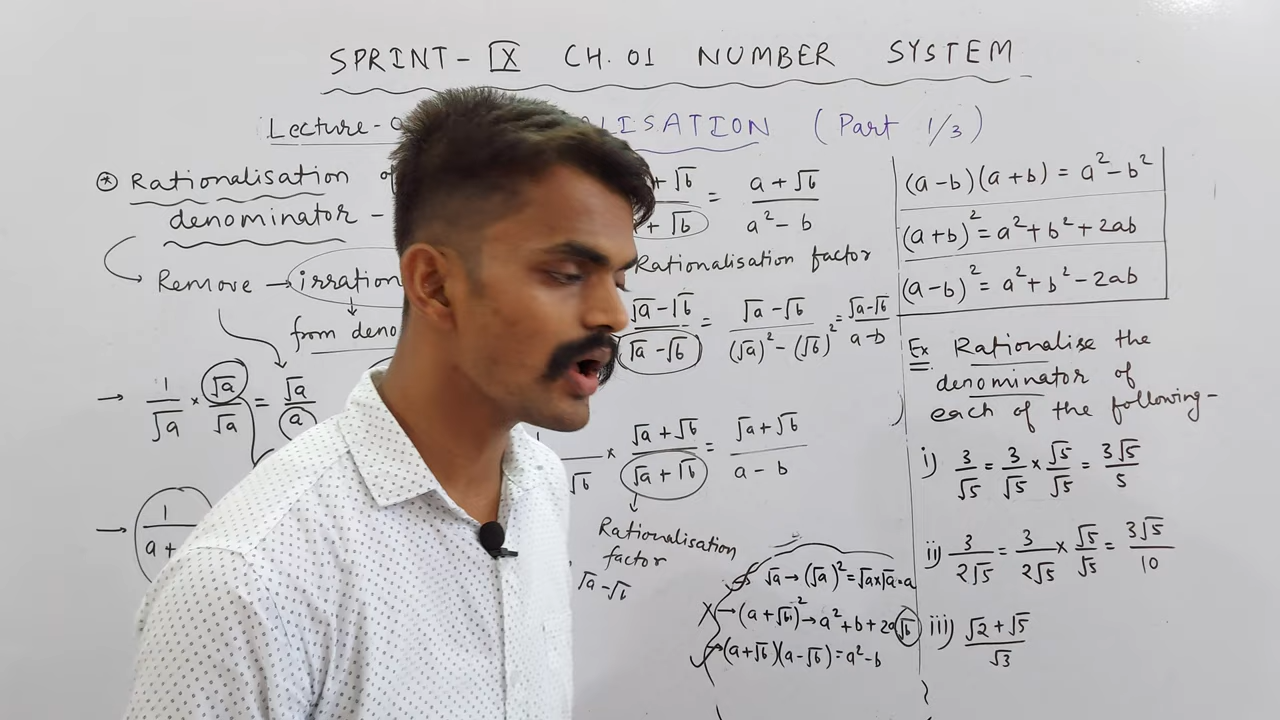 SPRINT - IX CH. 01 NUMBER SYSTEM
Lecture - ALISATION (Part 1/3)
⊛ Rationalisation of
denominator -
Remove → irration
from deno
→ 1/√a × √a/√a = √a/a
→ 1/a+
+ √b / + √b = a + √b / a² - b
Rationalisation factor
√a - √b / √a - √b = √a - √b / (√a)² - (√b)² = √a - √b / a - b
√b × √a + √b / √a + √b = √a + √b / a - b
Rationalisation
factor
√a - √b
√a → (√a)² = √a × √a = a
× → (a + √b)² → a² + b + 2a√b
→ (a + √b)(a - √b) = a² - b
(a - b)(a + b) = a² - b²
(a + b)² = a² + b² + 2ab
(a - b)² = a² + b² - 2ab
Ex Rationalise the
denominator of
each of the following -
i) 3/√5 = 3/√5 × √5/√5 = 3√5/5
ii) 3/2√5 = 3/2√5 × √5/√5 = 3√5/10
iii) √2 + √5 / √3